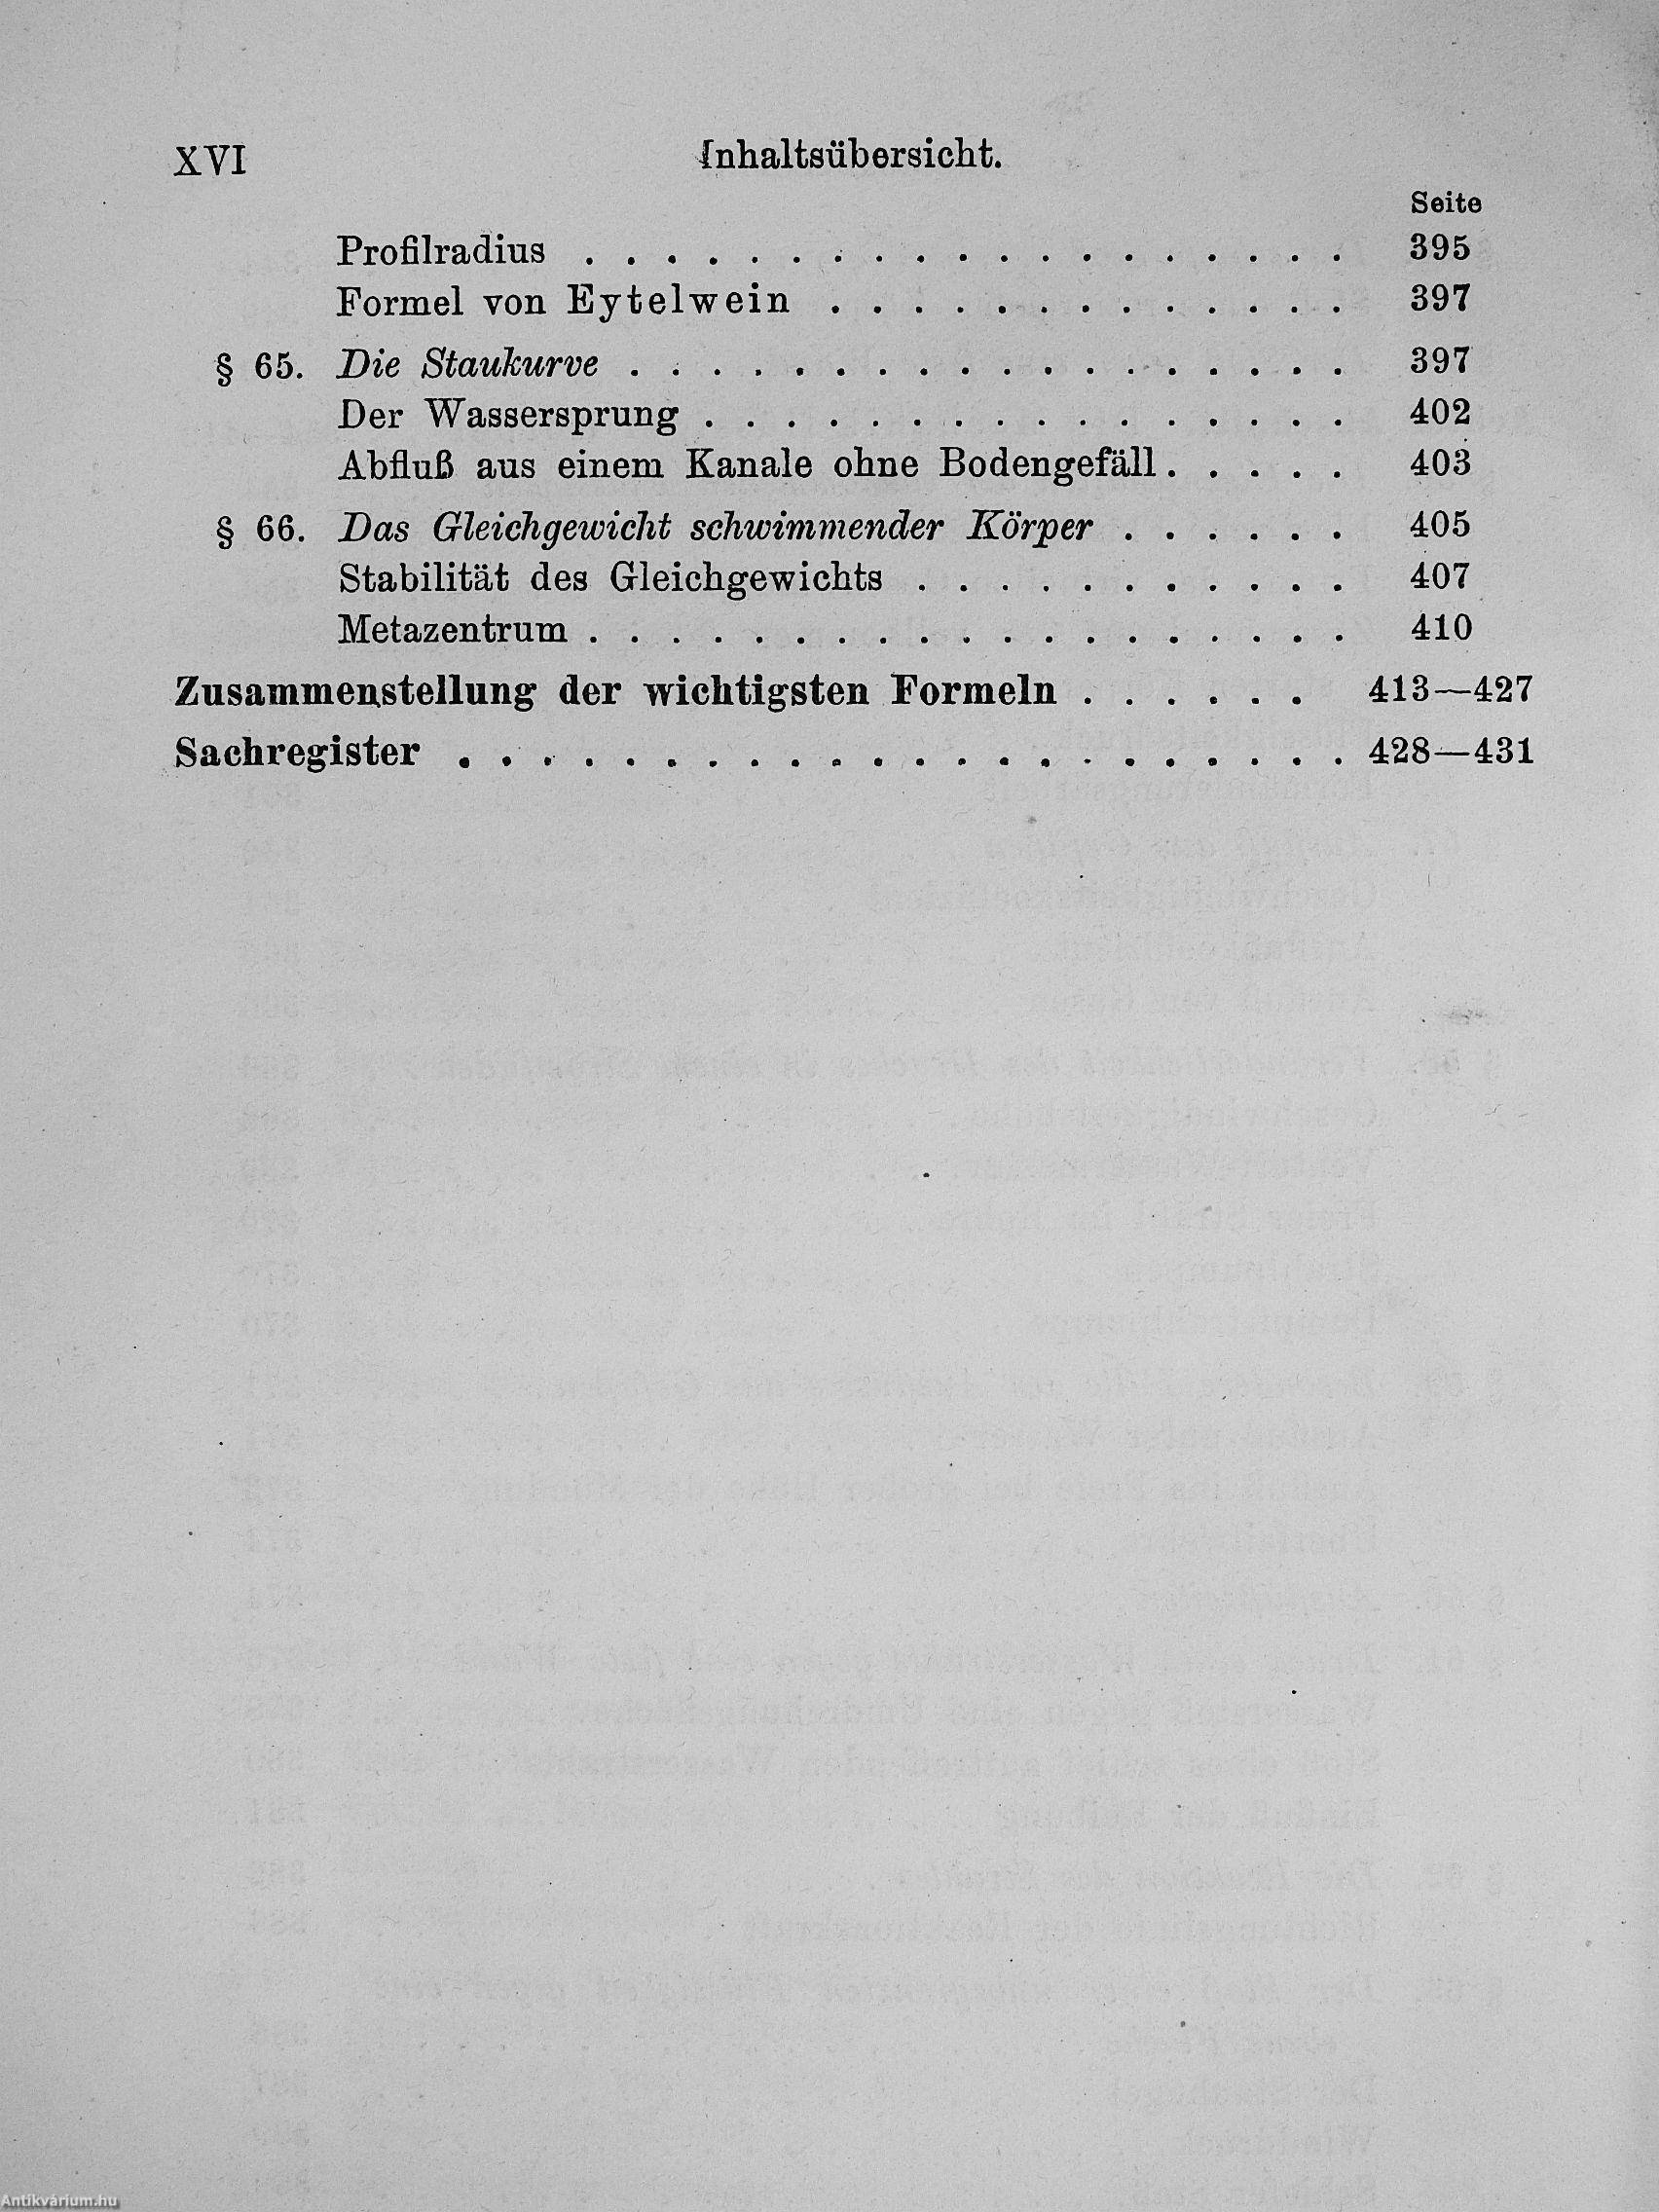 XVI Inhaltsübersicht.
Seite
Profilradius . . . . . . . . . . . . . . . . . . . 395
Formel von Eytelwein . . . . . . . . . . . . . 397
§ 65. Die Staukurve . . . . . . . . . . . . . . . . . . 397
Der Wassersprung . . . . . . . . . . . . . . . . 402
Abfluß aus einem Kanale ohne Bodengefäll . . . . . 403
§ 66. Das Gleichgewicht schwimmender Körper . . . . . . 405
Stabilität des Gleichgewichts . . . . . . . . . . . 407
Metazentrum . . . . . . . . . . . . . . . . . . . 410
Zusammenstellung der wichtigsten Formeln . . . . . . 413—427
Sachregister . . . . . . . . . . . . . . . . . . . . . . 428—431
Antikvárium.hu